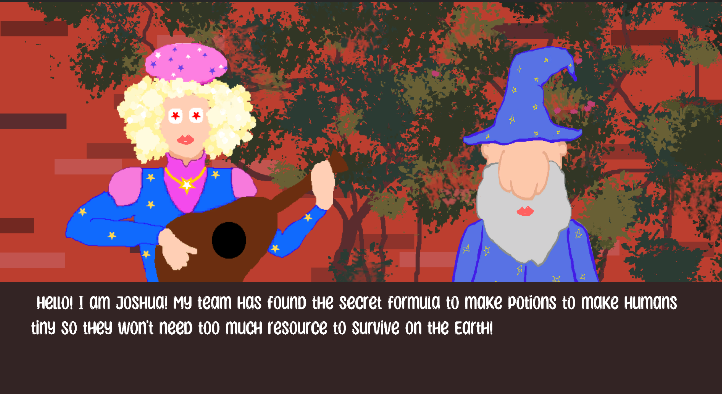 Hello! I am Joshua! My team has found the secret formula to make potions to make humans
tiny so they won't need too much resource to survive on the Earth!